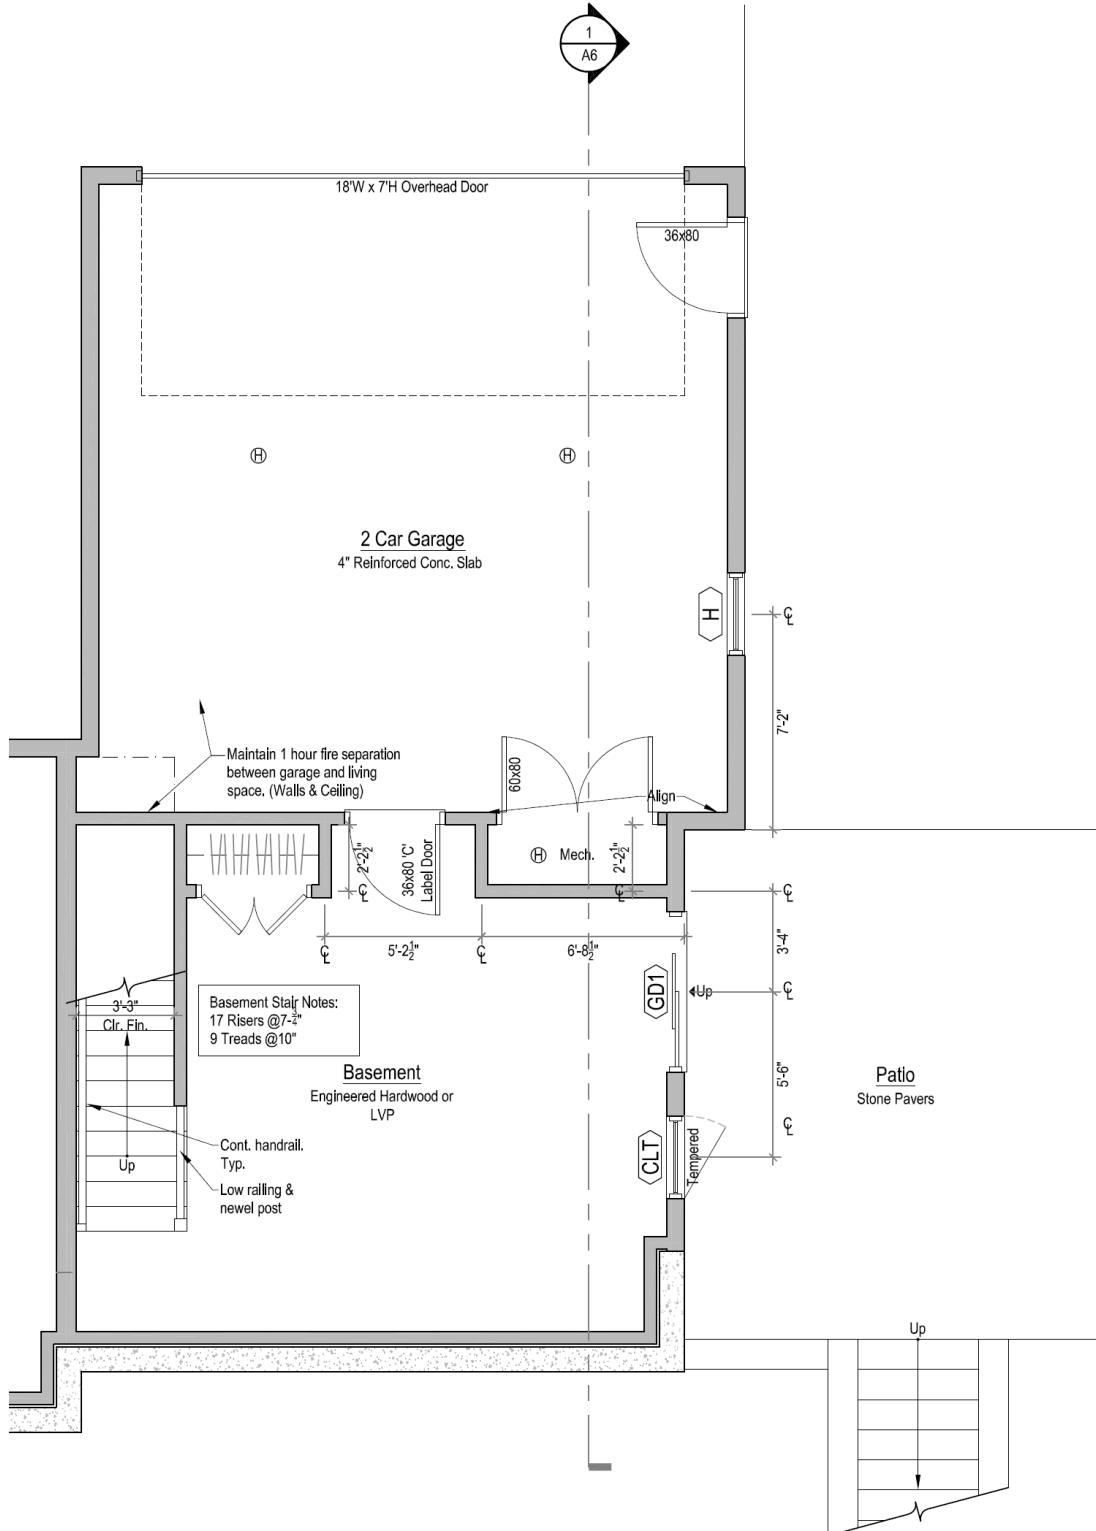 1
A6
18'W x 7'H Overhead Door
36x80
H
H
2 Car Garage
4" Reinforced Conc. Slab
H
℄
7'-2"
Maintain 1 hour fire separation
between garage and living
space. (Walls & Ceiling)
60x80
Align
2'-2½"
36x80 'C'
Label Door
H
Mech.
2'-2½"
℄
℄
℄
℄
5'-2½"
℄
6'-8½"
3'-4"
GD1
Up
℄
3'-3"
Clr. Fin.
Basement Stair Notes:
17 Risers @7-¾"
9 Treads @10"
Basement
Engineered Hardwood or
LVP
5'-6"
Patio
Stone Pavers
℄
Cont. handrail.
Typ.
Up
CLT
Tempered
Low railing &
newel post
Up